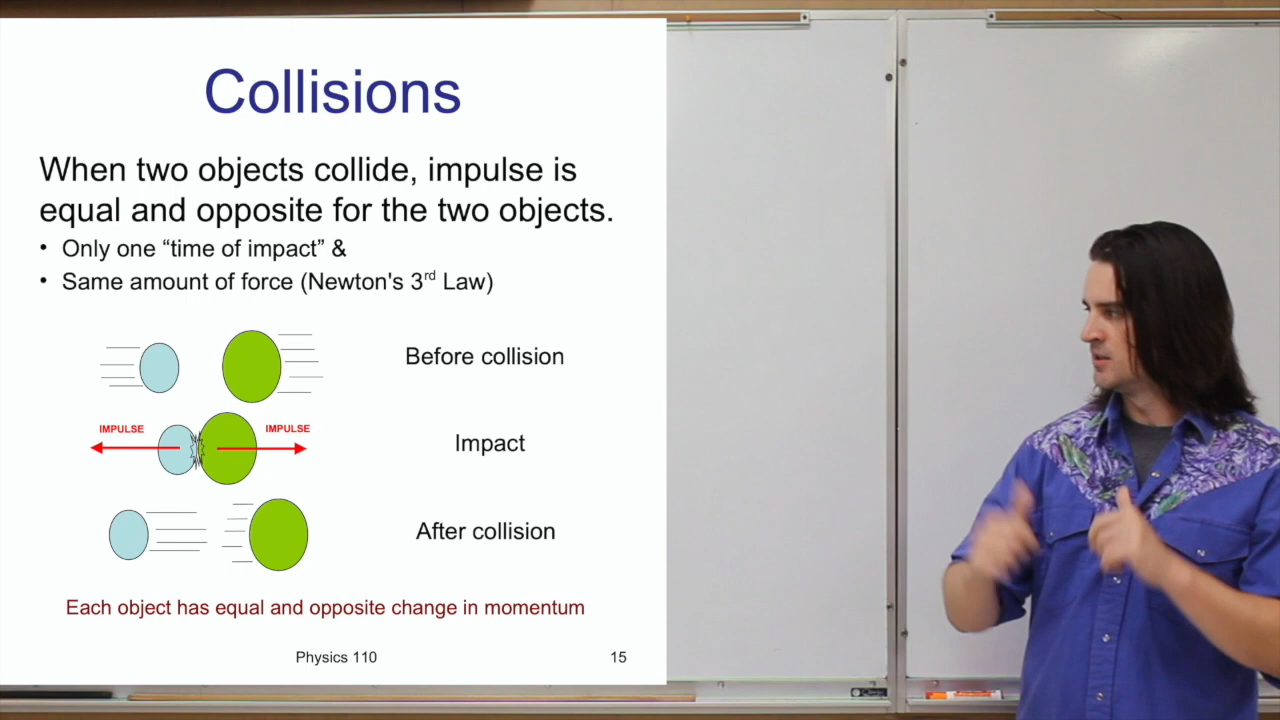 Collisions
When two objects collide, impulse is
equal and opposite for the two objects.
• Only one “time of impact” &
• Same amount of force (Newton's 3rd Law)
Before collision
IMPULSE IMPULSE
Impact
After collision
Each object has equal and opposite change in momentum
Physics 110 15